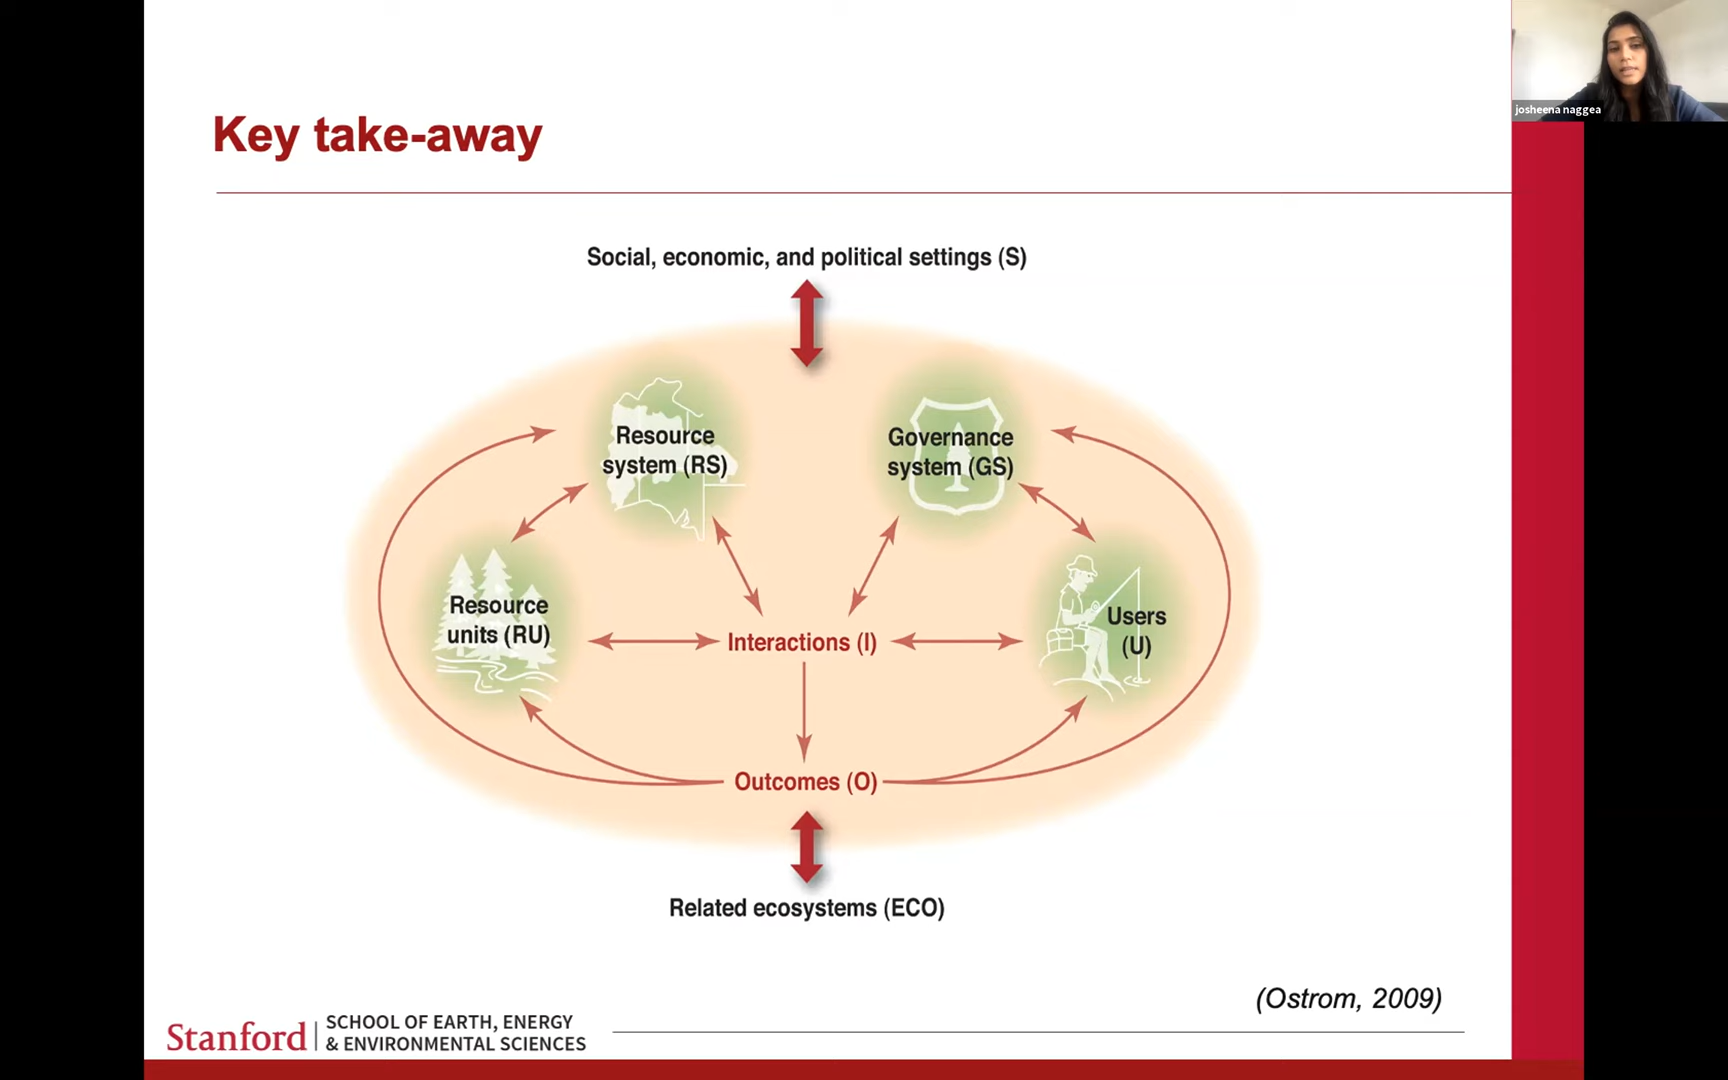 josheena naggea
Key take-away
Social, economic, and political settings (S)
Resource
system (RS)
Governance
system (GS)
Resource
units (RU)
Interactions (I)
Users
(U)
Outcomes (O)
Related ecosystems (ECO)
(Ostrom, 2009)
Stanford
SCHOOL OF EARTH, ENERGY
& ENVIRONMENTAL SCIENCES